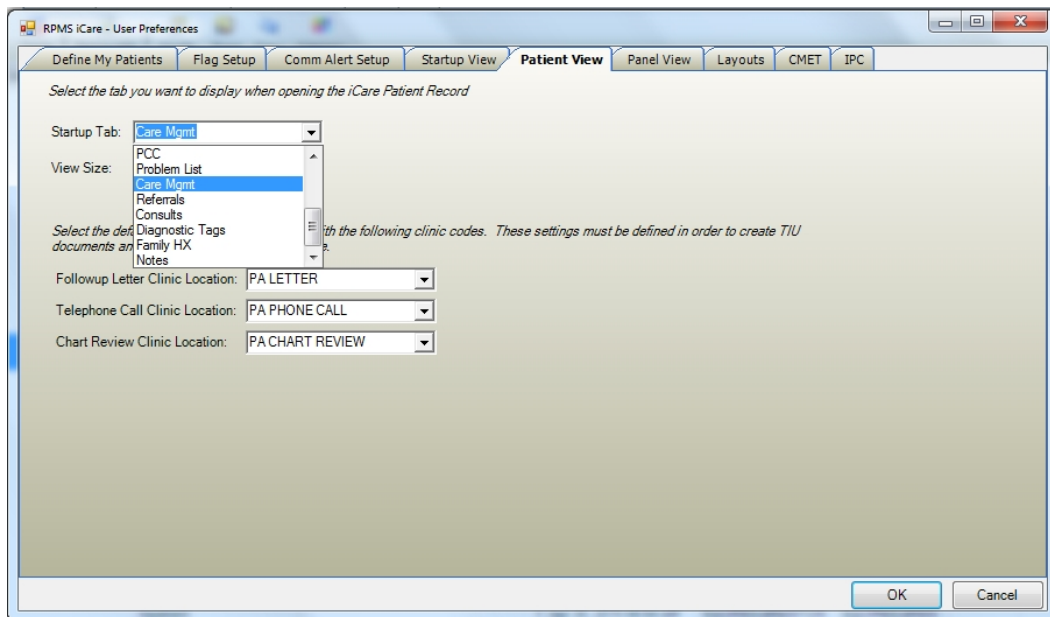 RPMS iCare - User Preferences
Define My Patients Flag Setup Comm Alert Setup Startup View Patient View Panel View Layouts CMET IPC
Select the tab you want to display when opening the iCare Patient Record
Startup Tab: Care Mgmt
PCC
View Size: Problem List
Care Mgmt
Referrals
Consults
Select the Diagnostic Tags the following clinic codes. These settings must be defined in order to create TIU
documents Family HX
Notes
Followup Letter Clinic Location: PA LETTER
Telephone Call Clinic Location: PA PHONE CALL
Chart Review Clinic Location: PA CHART REVIEW
OK Cancel